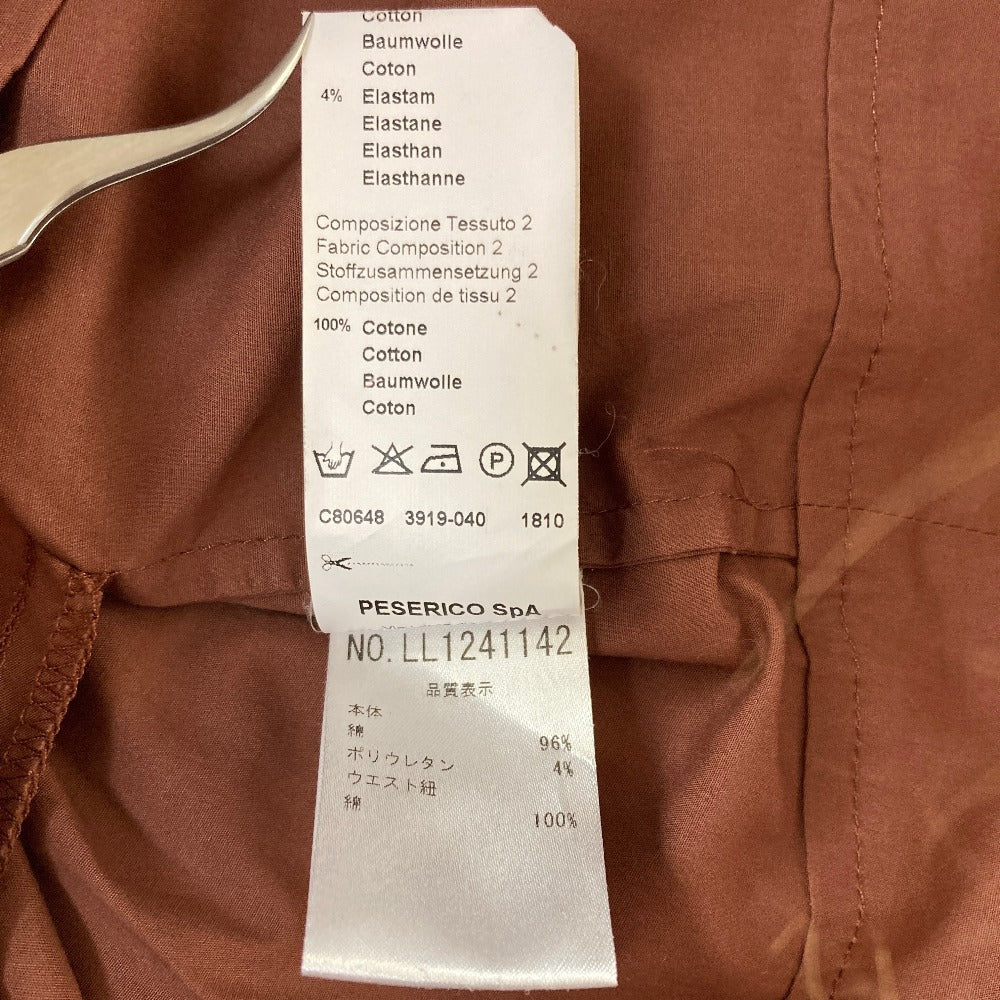 Cotton
Baumwolle
Coton
4% Elastam
Elastane
Elasthan
Elasthanne
Composizione Tessuto 2
Fabric Composition 2
Stoffzusammensetzung 2
Composition de tissu 2
100% Cotone
Cotton
Baumwolle
Coton
P
C80648 3919-040 1810
PESERICO SpA
NO. LL1241142
品質表示
本体
綿 96%
ポリウレタン 4%
ウエスト紐
綿 100%